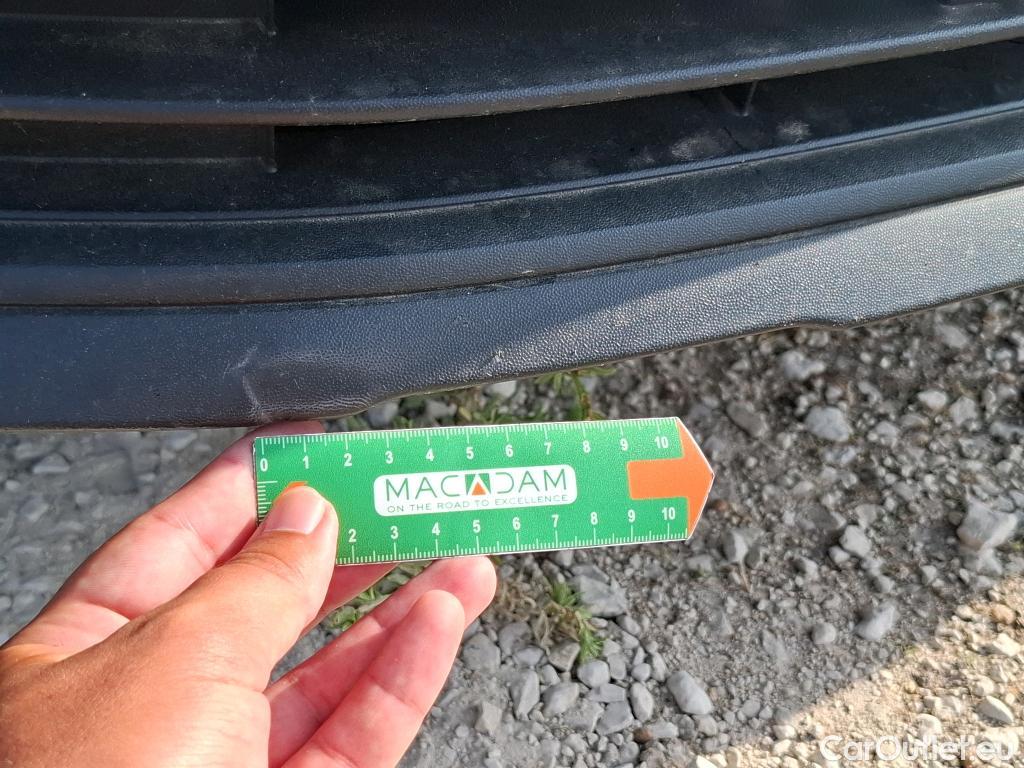 0 1 2 3 4 5 6 7 8 9 10
MACADAM
ON THE ROAD TO EXCELLENCE
2 3 4 5 6 7 8 9 10
CarOutlet.eu